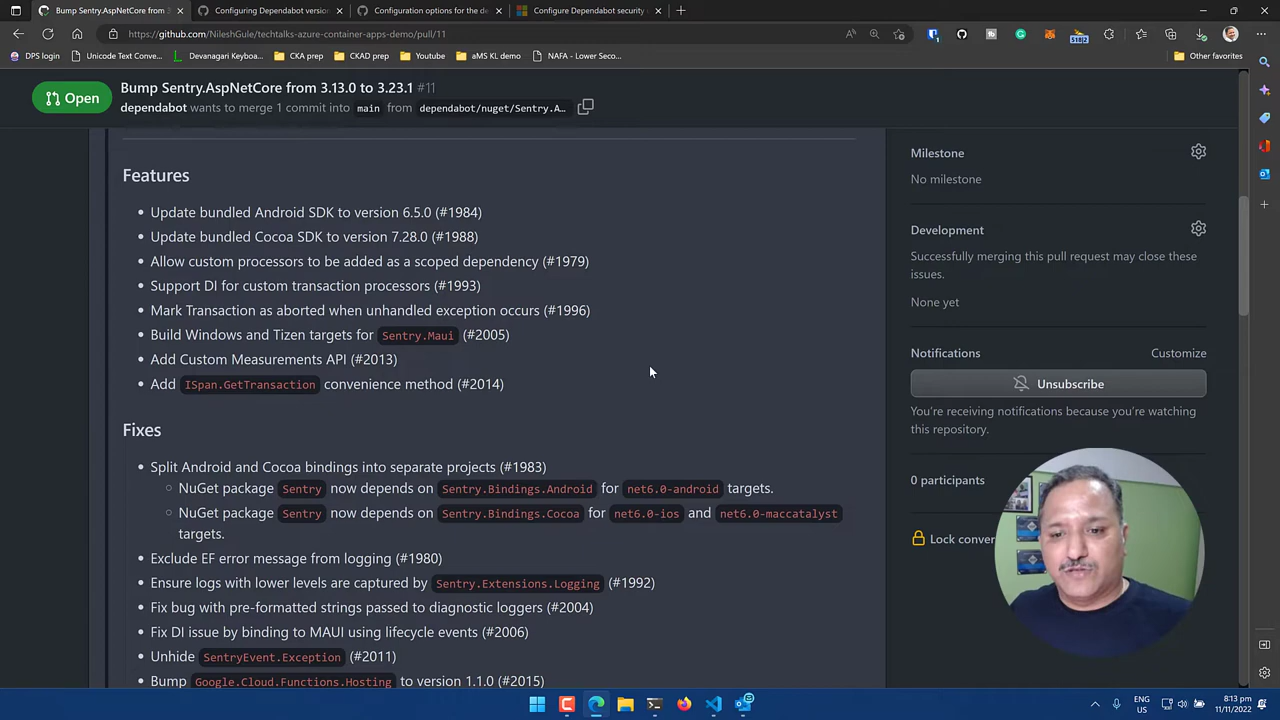 Bump Sentry.AspNetCore from 3
Configuring Dependabot version
Configuration options for the de
Configure Dependabot security
https://github.com/NileshGule/techtalks-azure-container-apps-demo/pull/11
DPS login
Unicode Text Conve...
Devanagari Keyboard
CKA prep
CKAD prep
Youtube
aMS KL demo
NAFA - Lower Seco...
Other favorites
Open
Bump Sentry.AspNetCore from 3.13.0 to 3.23.1 #11
dependabot wants to merge 1 commit into main from dependabot/nuget/Sentry.A...
Features
Update bundled Android SDK to version 6.5.0 (#1984)
Update bundled Cocoa SDK to version 7.28.0 (#1988)
Allow custom processors to be added as a scoped dependency (#1979)
Support DI for custom transaction processors (#1993)
Mark Transaction as aborted when unhandled exception occurs (#1996)
Build Windows and Tizen targets for Sentry.Maui (#2005)
Add Custom Measurements API (#2013)
Add ISpan.GetTransaction convenience method (#2014)
Fixes
Split Android and Cocoa bindings into separate projects (#1983)
NuGet package Sentry now depends on Sentry.Bindings.Android for net6.0-android targets.
NuGet package Sentry now depends on Sentry.Bindings.Cocoa for net6.0-ios and net6.0-maccatalyst
targets.
Exclude EF error message from logging (#1980)
Ensure logs with lower levels are captured by Sentry.Extensions.Logging (#1992)
Fix bug with pre-formatted strings passed to diagnostic loggers (#2004)
Fix DI issue by binding to MAUI using lifecycle events (#2006)
Unhide SentryEvent.Exception (#2011)
Bump Google.Cloud.Functions.Hosting to version 1.1.0 (#2015)
Milestone
No milestone
Development
Successfully merging this pull request may close these
issues.
None yet
Notifications
Customize
Unsubscribe
You're receiving notifications because you're watching
this repository.
0 participants
Lock conver
ENG
US
8:13 pm
11/11/2022